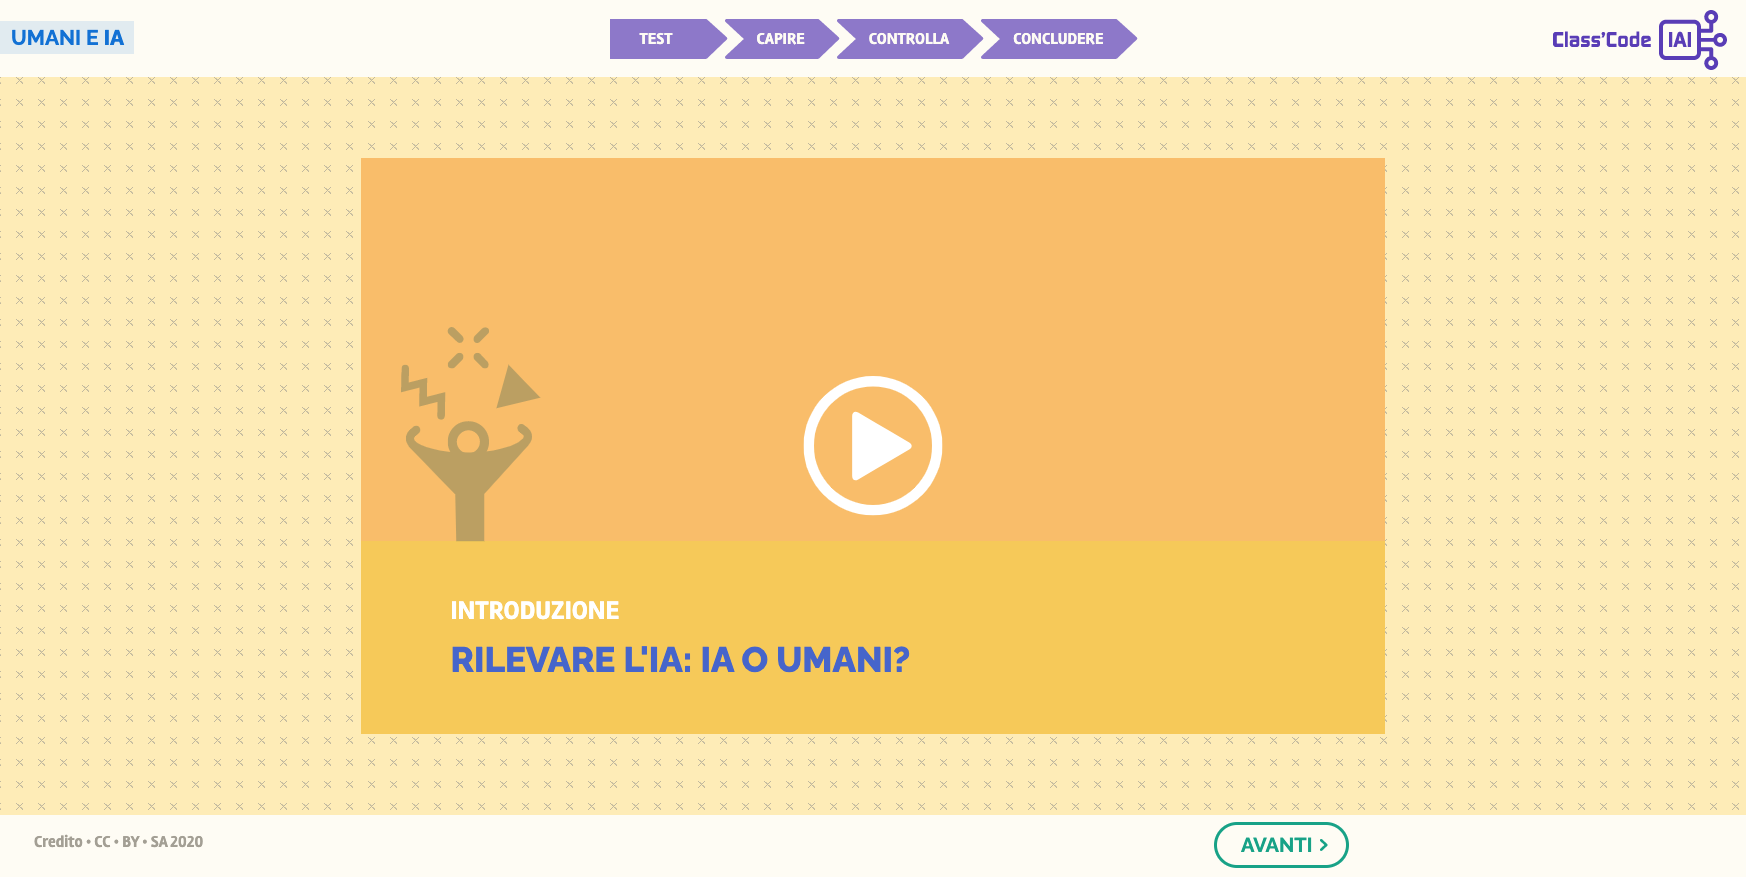 UMANI E IA
TEST
CAPIRE
CONTROLLA
CONCLUDERE
Class'Code
IAI
INTRODUZIONE
RILEVARE L'IA: IA O UMANI?
Credito • CC • BY • SA 2020
AVANTI >